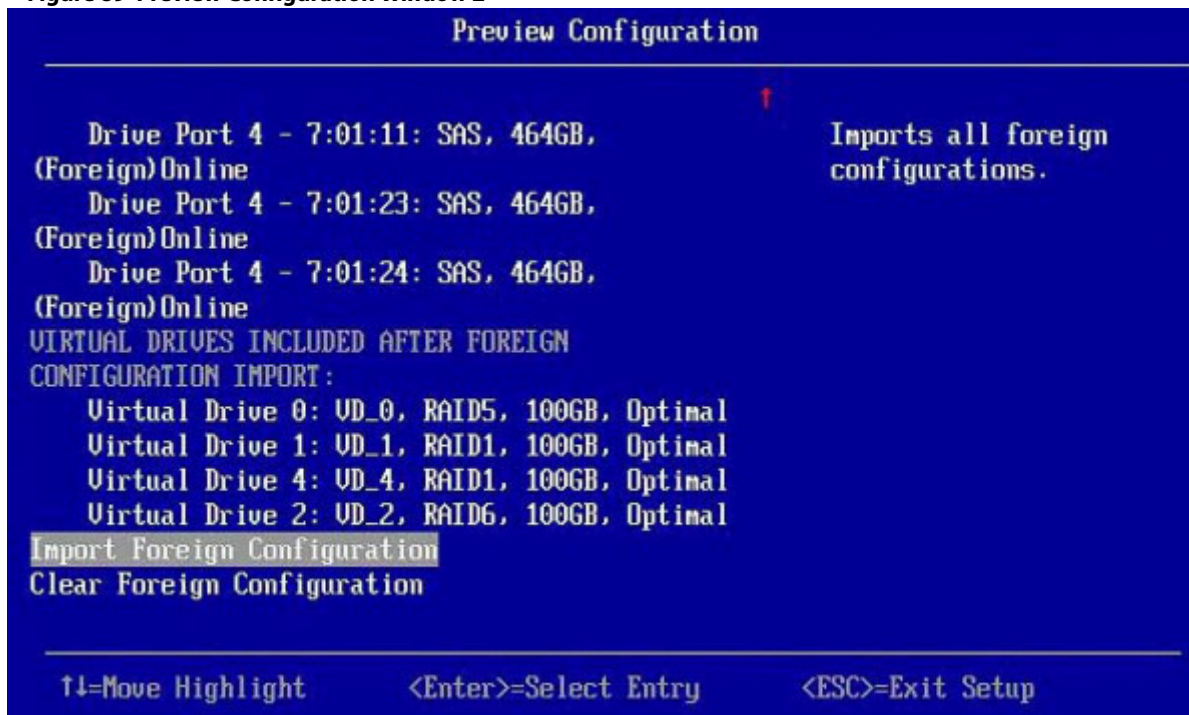 Preview Configuration
↑
Drive Port 4 - 7:01:11: SAS, 464GB,
(Foreign)Online
Drive Port 4 - 7:01:23: SAS, 464GB,
(Foreign)Online
Drive Port 4 - 7:01:24: SAS, 464GB,
(Foreign)Online
VIRTUAL DRIVES INCLUDED AFTER FOREIGN
CONFIGURATION IMPORT:
Virtual Drive 0: VD_0, RAID5, 100GB, Optimal
Virtual Drive 1: VD_1, RAID1, 100GB, Optimal
Virtual Drive 4: VD_4, RAID1, 100GB, Optimal
Virtual Drive 2: VD_2, RAID6, 100GB, Optimal
Import Foreign Configuration
Clear Foreign Configuration
Imports all foreign
configurations.
↑↓=Move Highlight <Enter>=Select Entry <ESC>=Exit Setup